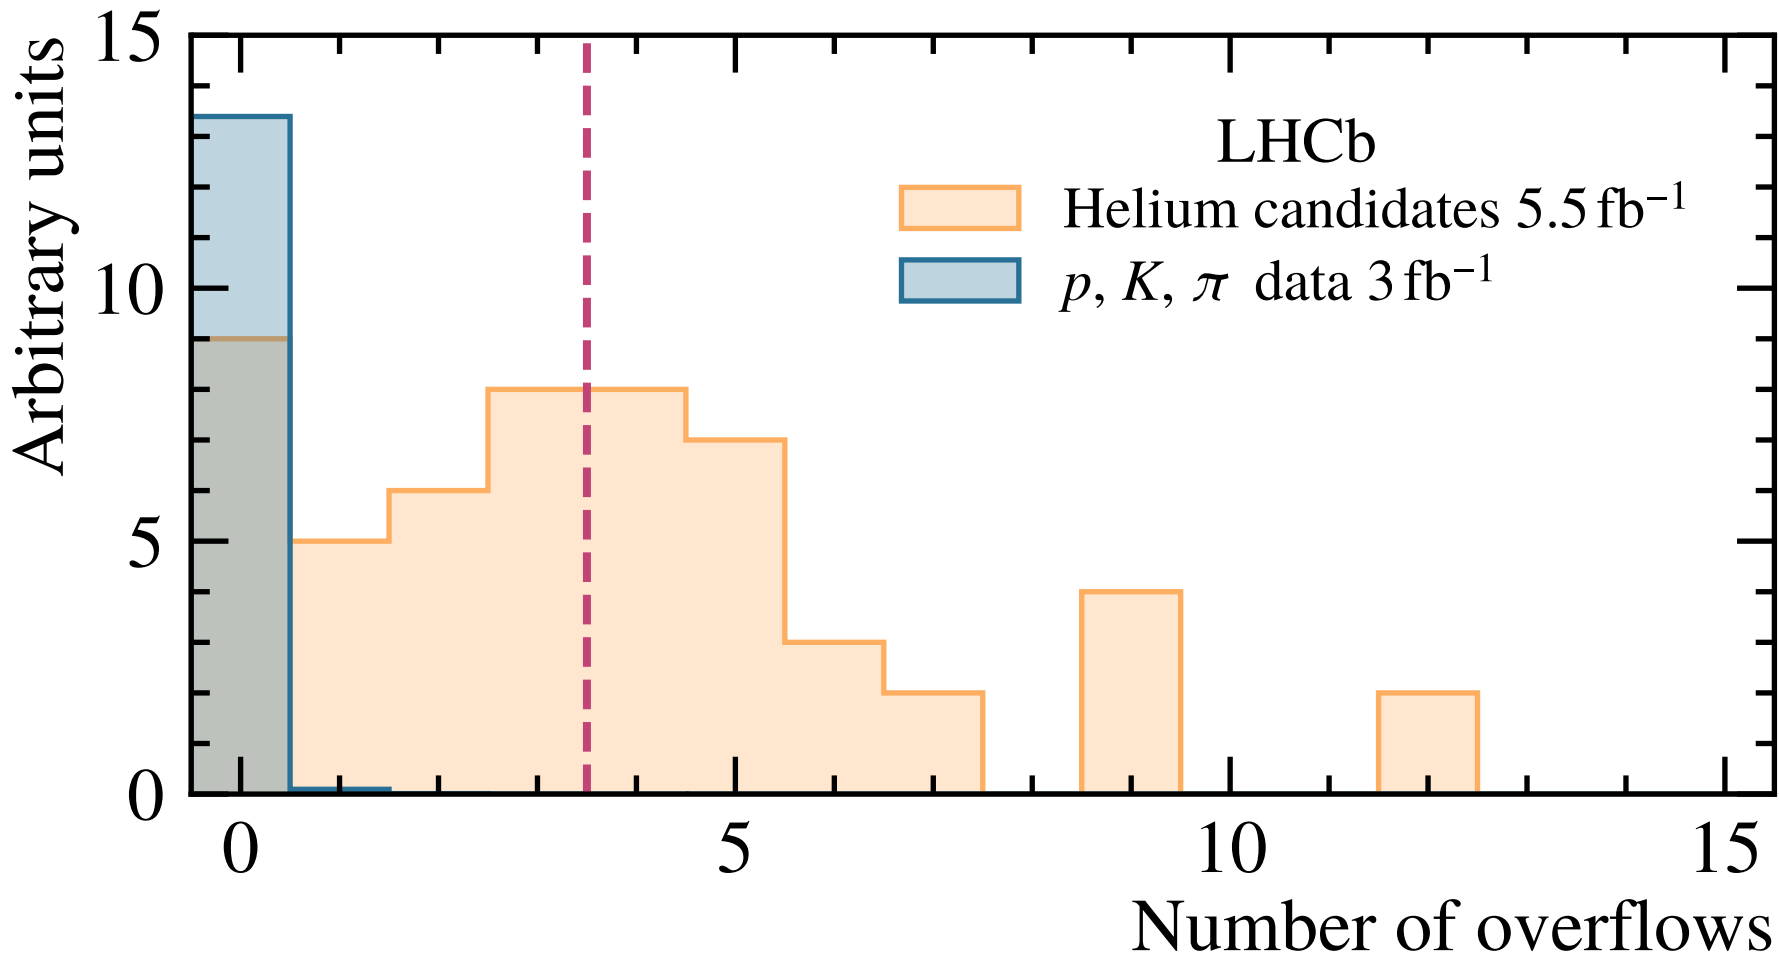 Arbitrary units
15
10
5
0
LHCb
Helium candidates 5.5 fb⁻¹
p, K, π data 3 fb⁻¹
0 5 10 15
Number of overflows